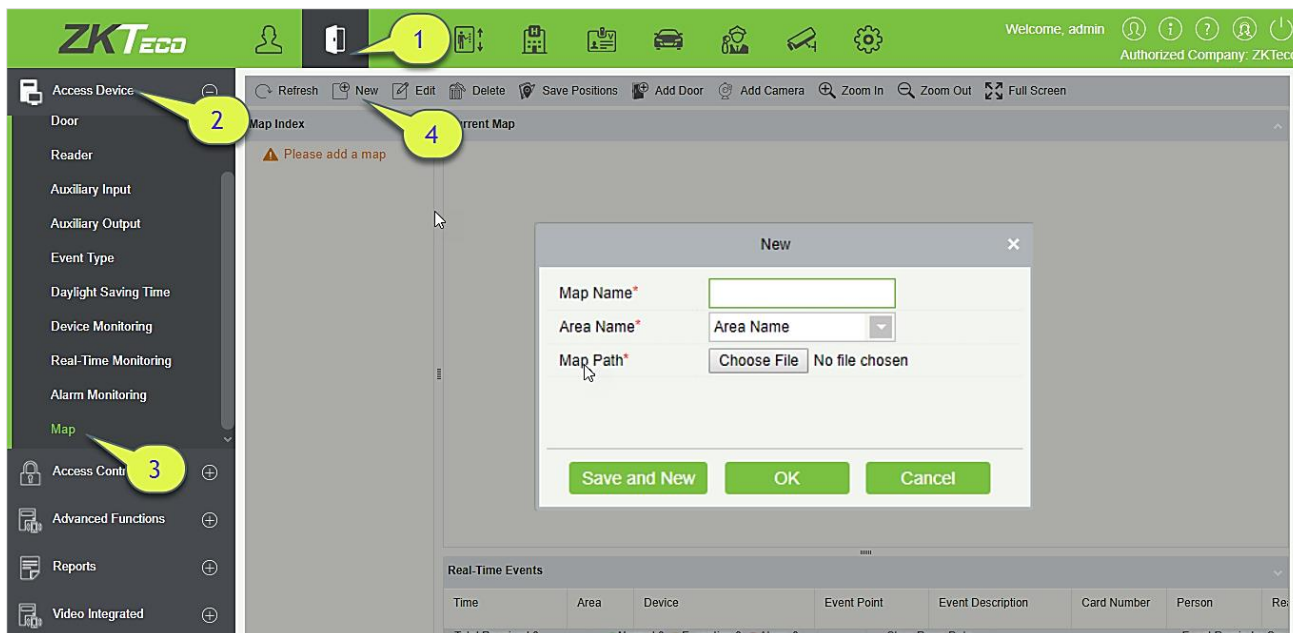 ZKTECO
1
Welcome, admin
Authorized Company: ZKTeco
Access Device
2
Door
Reader
Auxiliary Input
Auxiliary Output
Event Type
Daylight Saving Time
Device Monitoring
Real-Time Monitoring
Alarm Monitoring
Map
3
Access Contr
Advanced Functions
Reports
Video Integrated
Refresh New Edit Delete Save Positions Add Door Add Camera Zoom In Zoom Out Full Screen
4
Map Index
rrent Map
Please add a map
New
Map Name*
Area Name* Area Name
Map Path* Choose File No file chosen
Save and New OK Cancel
Real-Time Events
Time Area Device Event Point Event Description Card Number Person Rea